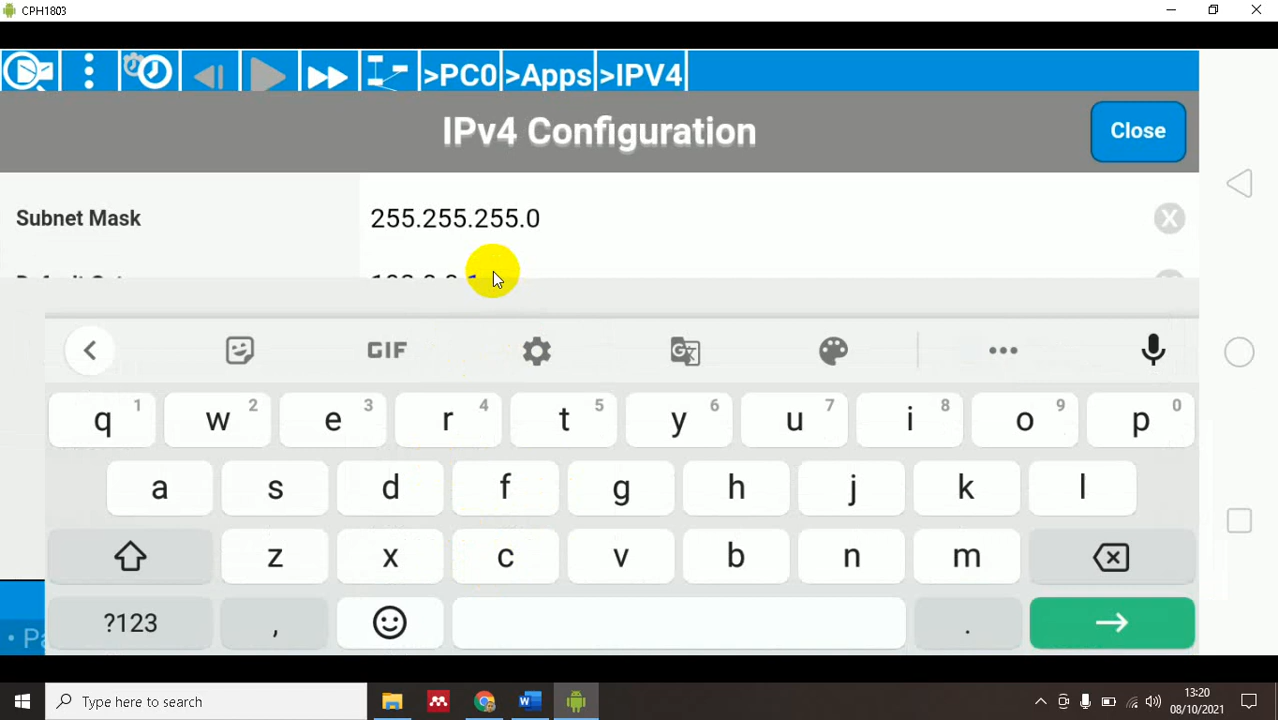 CPH1803
>PC0 >Apps >IPV4
IPv4 Configuration
Close
Subnet Mask
255.255.255.0
X
GIF
q 1 w 2 e 3 r 4 t 5 y 6 u 7 i 8 o 9 p 0
a s d f g h j k l
z x c v b n m
?123 , .
• Pa
Type here to search
13:20
08/10/2021